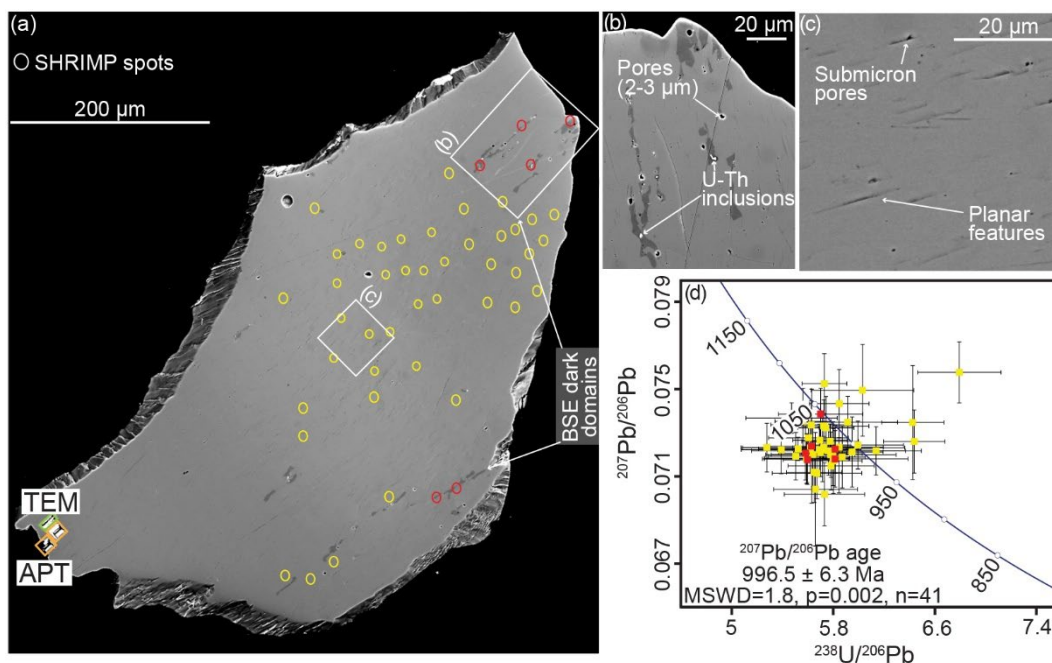 (a)
SHRIMP spots
200 µm
(b)
(c)
BSE dark
domains
TEM
APT
(b)
20 µm
Pores
(2-3 µm)
U-Th
inclusions
(c)
20 µm
Submicron
pores
Planar
features
(d)
0.079
0.075
0.071
0.067
²⁰⁷Pb/²⁰⁶Pb
1150
1050
950
850
²⁰⁷Pb/²⁰⁶Pb age
996.5 ± 6.3 Ma
MSWD=1.8, p=0.002, n=41
5
5.8
6.6
7.4
²³⁸U/²⁰⁶Pb